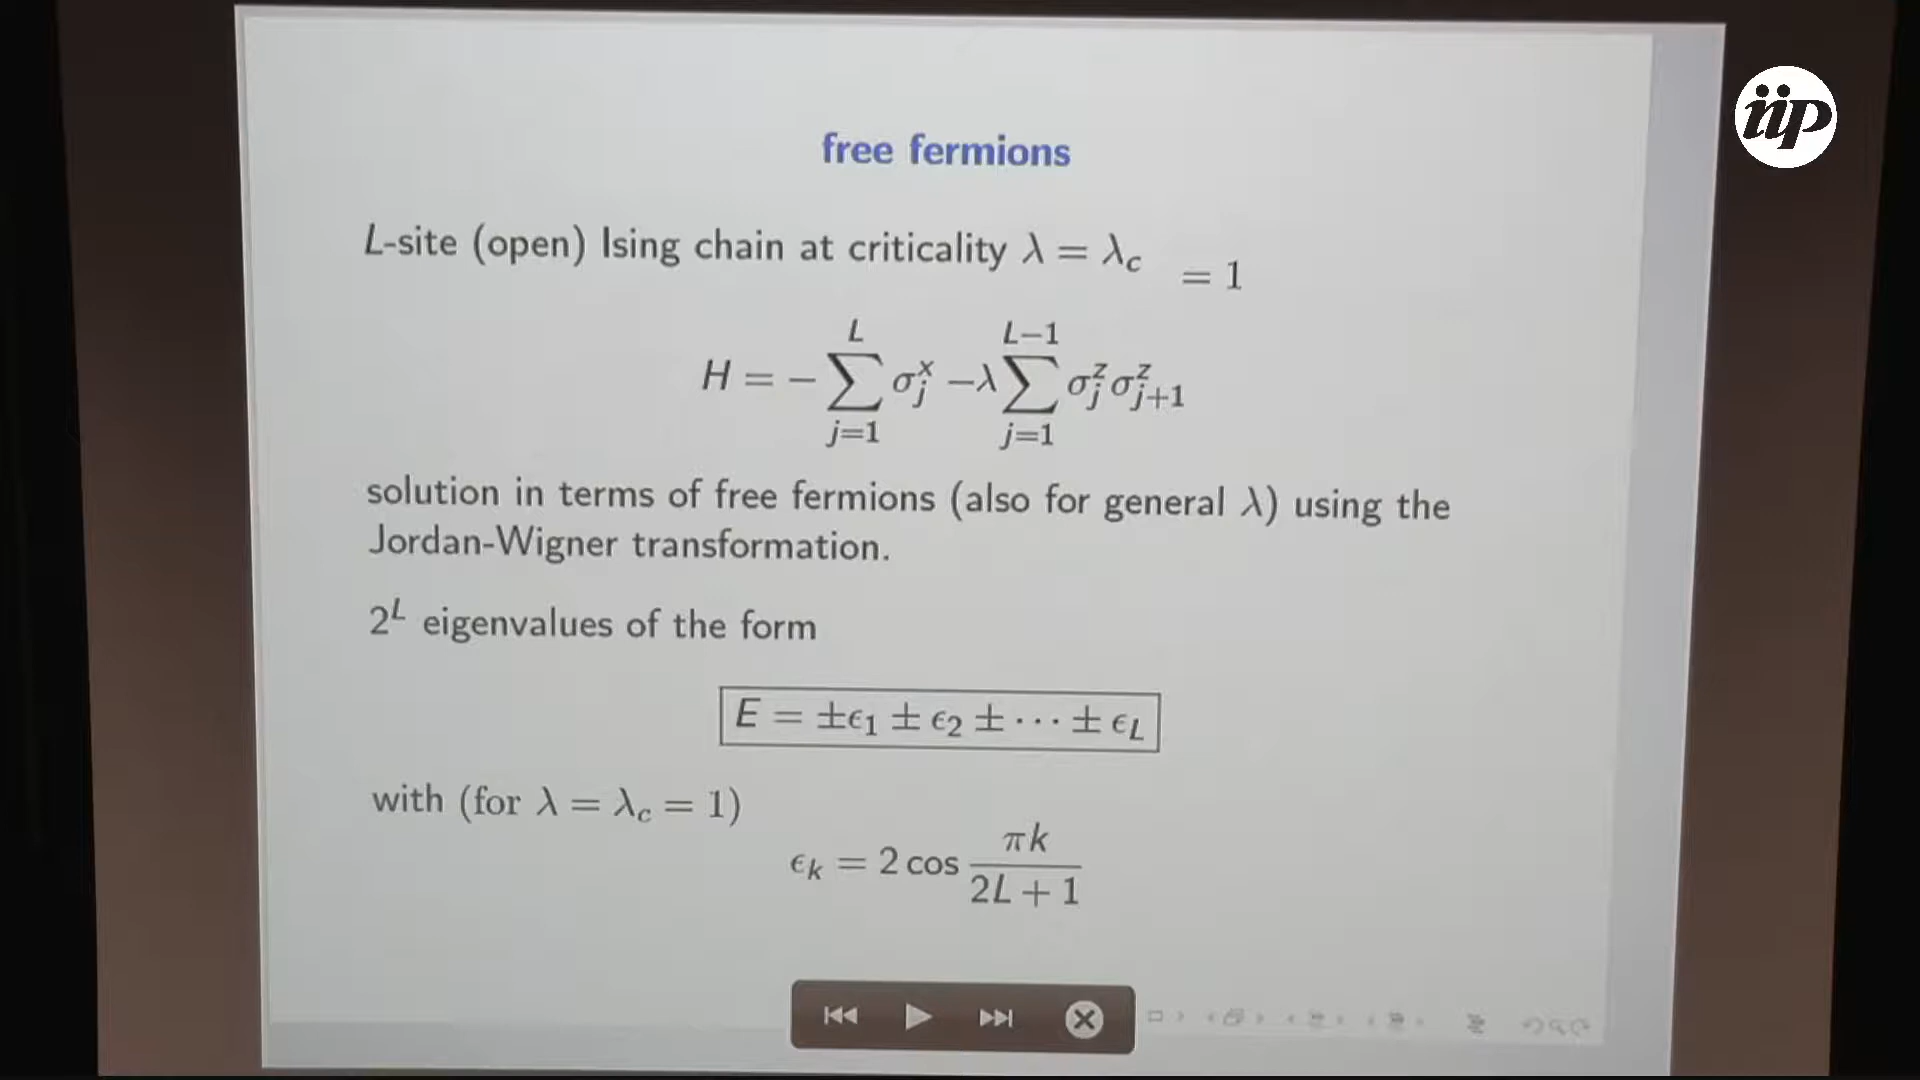 iip
free fermions
L-site (open) Ising chain at criticality λ = λ_c = 1
H = − ∑_{j=1}^{L} σ_j^x − λ ∑_{j=1}^{L−1} σ_j^z σ_{j+1}^z
solution in terms of free fermions (also for general λ) using the
Jordan-Wigner transformation.
2^L eigenvalues of the form
E = ±ϵ_1 ± ϵ_2 ± ··· ± ϵ_L
with (for λ = λ_c = 1)
ϵ_k = 2 cos πk / (2L + 1)